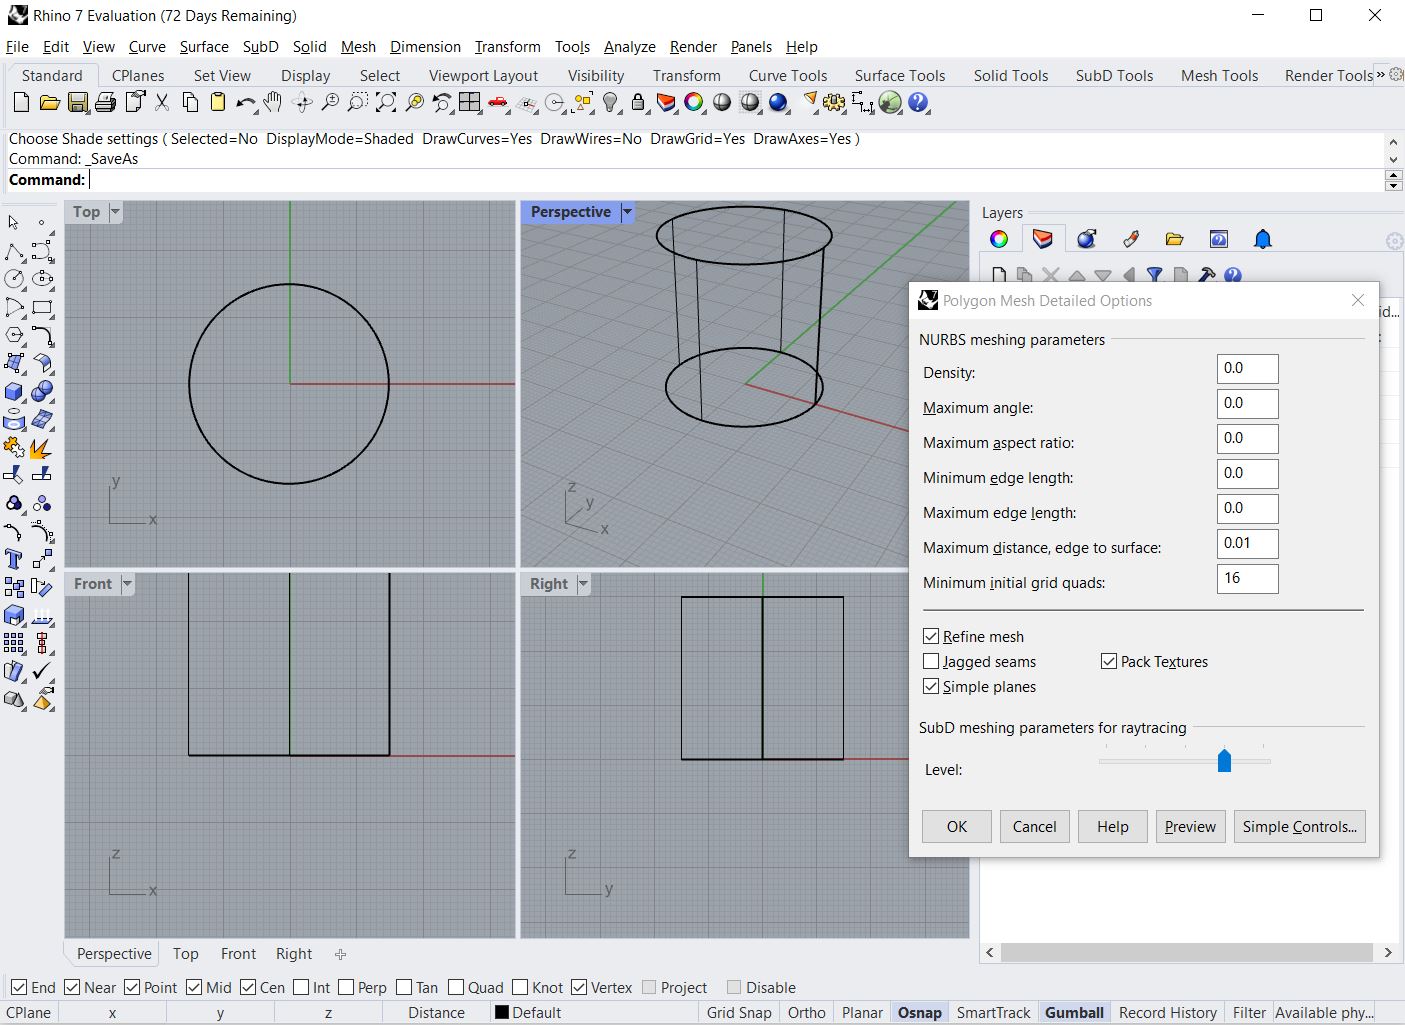 Rhino 7 Evaluation (72 Days Remaining)
File Edit View Curve Surface SubD Solid Mesh Dimension Transform Tools Analyze Render Panels Help
Standard CPlanes Set View Display Select Viewport Layout Visibility Transform Curve Tools Surface Tools Solid Tools SubD Tools Mesh Tools Render Tools »
Choose Shade settings ( Selected=No DisplayMode=Shaded DrawCurves=Yes DrawWires=No DrawGrid=Yes DrawAxes=Yes )
Command: _SaveAs
Command:
Top
Perspective
Layers
Polygon Mesh Detailed Options
id...
NURBS meshing parameters
Density: 0.0
Maximum angle: 0.0
Maximum aspect ratio: 0.0
Minimum edge length: 0.0
Maximum edge length: 0.0
Maximum distance, edge to surface: 0.01
Minimum initial grid quads: 16
Refine mesh
Jagged seams Pack Textures
Simple planes
SubD meshing parameters for raytracing
Level:
OK Cancel Help Preview Simple Controls...
y
x
z
y
x
Front
Right
z
x
z
y
Perspective Top Front Right
End Near Point Mid Cen Int Perp Tan Quad Knot Vertex Project Disable
CPlane x y z Distance Default Grid Snap Ortho Planar Osnap SmartTrack Gumball Record History Filter Available phy...